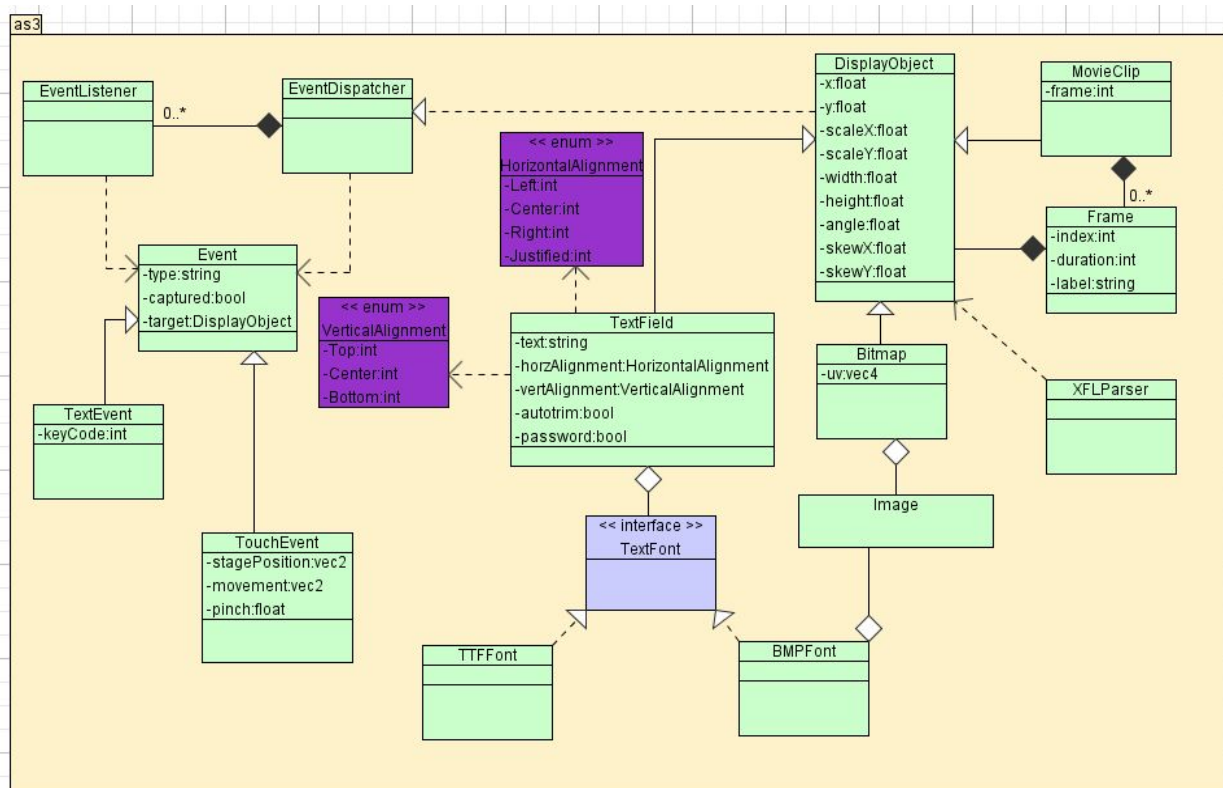 as3
EventListener
0..*
EventDispatcher
DisplayObject
-x:float
-y:float
-scaleX:float
-scaleY:float
-width:float
-height:float
-angle:float
-skewX:float
-skewY:float
MovieClip
-frame:int
0..*
Frame
-index:int
-duration:int
-label:string
<< enum >>
HorizontalAlignment
-Left:int
-Center:int
-Right:int
-Justified:int
Event
-type:string
-captured:bool
-target:DisplayObject
<< enum >>
VerticalAlignment
-Top:int
-Center:int
-Bottom:int
TextField
-text:string
-horzAlignment:HorizontalAlignment
-vertAlignment:VerticalAlignment
-autotrim:bool
-password:bool
Bitmap
-uv:vec4
XFLParser
TextEvent
-keyCode:int
Image
<< interface >>
TextFont
TouchEvent
-stagePosition:vec2
-movement:vec2
-pinch:float
TTFFont
BMPFont